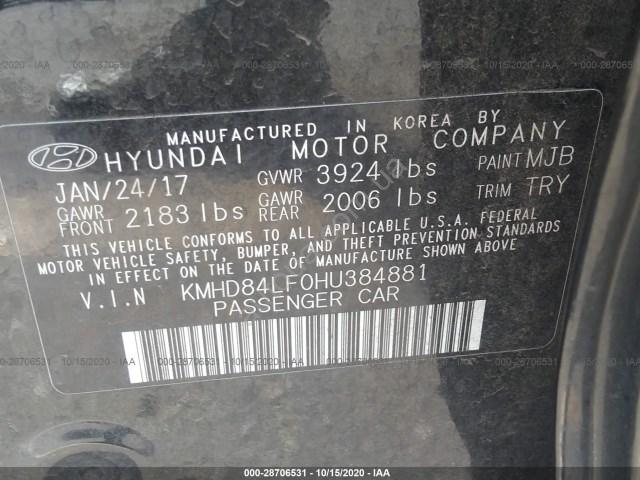 MANUFACTURED IN KOREA BY
HYUNDAI MOTOR COMPANY
JAN/24/17 GVWR 3924 lbs PAINT MJB
GAWR FRONT 2183 lbs GAWR REAR 2006 lbs TRIM TRY
THIS VEHICLE CONFORMS TO ALL APPLICABLE U.S.A. FEDERAL
MOTOR VEHICLE SAFETY, BUMPER, AND THEFT PREVENTION STANDARDS
IN EFFECT ON THE DATE OF MANUFACTURE SHOWN ABOVE
V.I.N KMHD84LF0HU384881
PASSENGER CAR
000-28706531 - 10/15/2020 - IAA